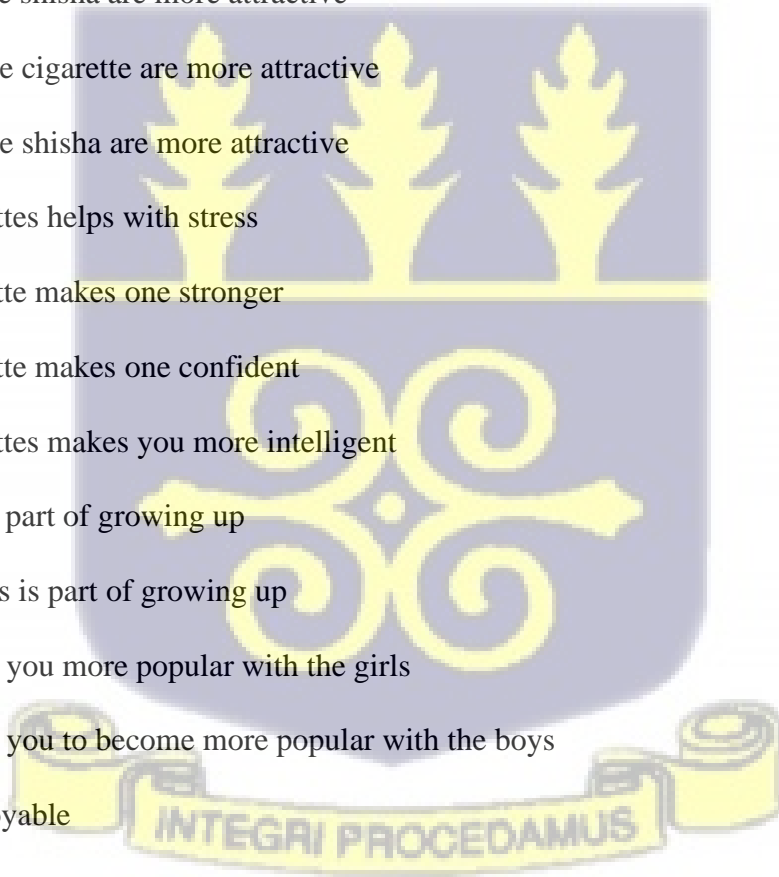 e shisha are more attractive
e cigarette are more attractive
e shisha are more attractive
ttes helps with stress
tte makes one stronger
tte makes one confident
ttes makes you more intelligent
part of growing up
s is part of growing up
you more popular with the girls
you to become more popular with the boys
yable
INTEGRI PROCEDAMUS